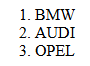 1. BMW
2. AUDI
3. OPEL